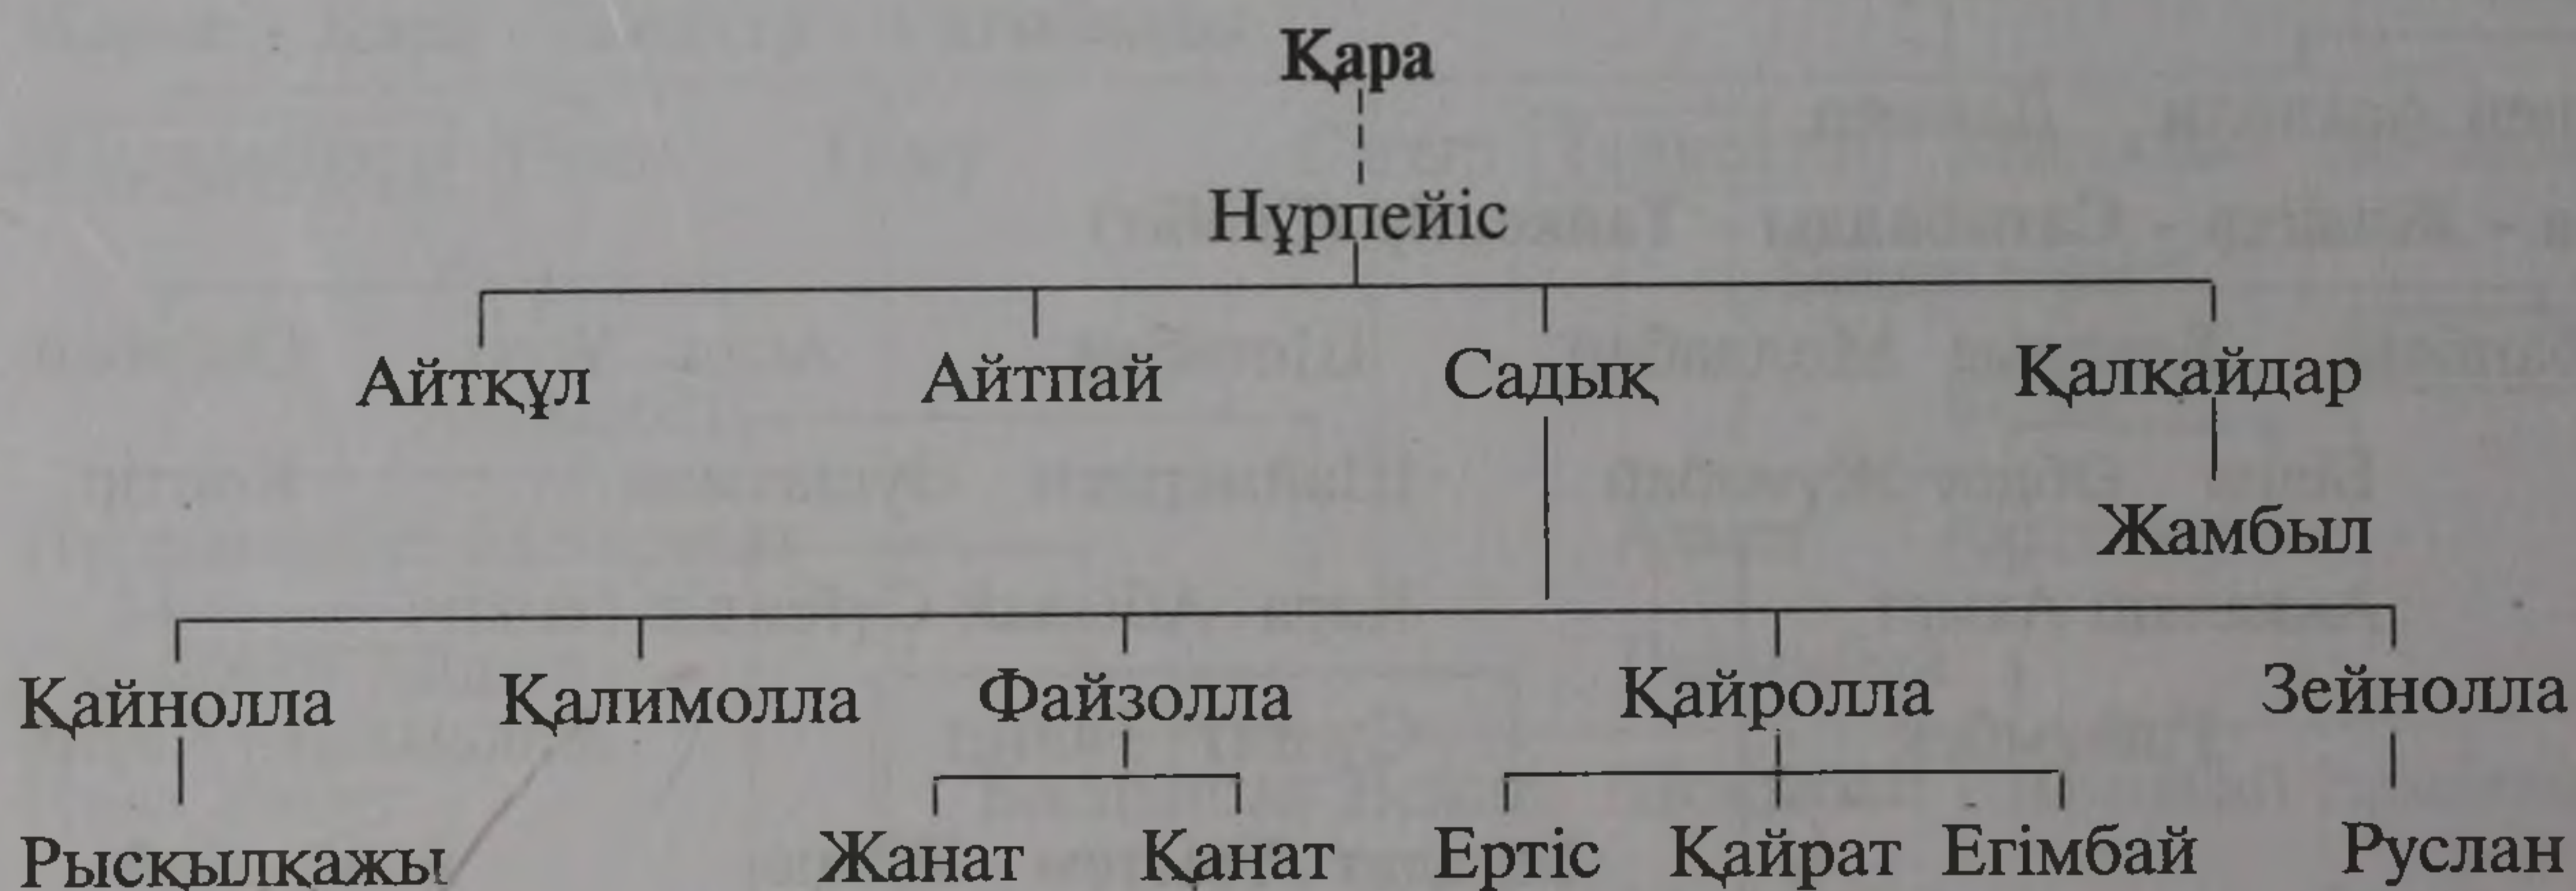 Қара
Нұрпейіс
Айтқұл Айтпай Садық Қалқайдар
Жамбыл
Қайнолла Қалимолла Файзолла Қайролла Зейнолла
Рысқылқажы Жанат Қанат Ертіс Қайрат Егімбай Руслан